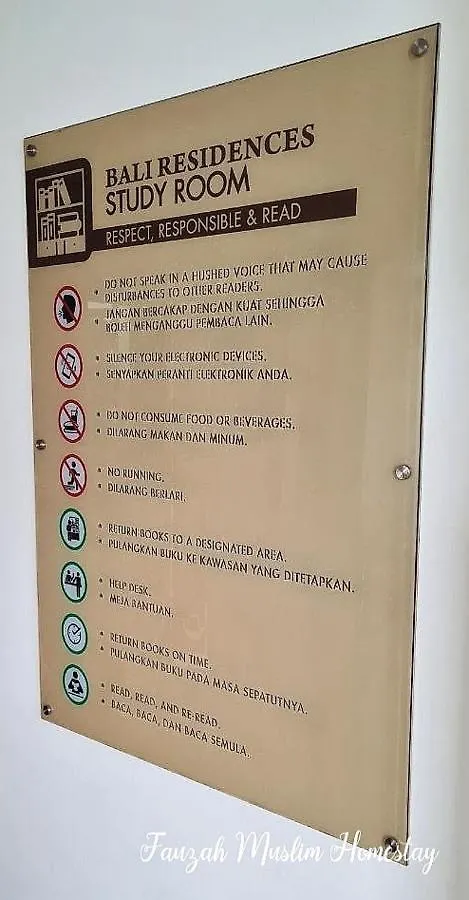 BALI RESIDENCES
STUDY ROOM
RESPECT, RESPONSIBLE & READ
• DO NOT SPEAK IN A HUSHED VOICE THAT MAY CAUSE
DISTURBANCES TO OTHER READERS.
• JANGAN BERCAKAP DENGAN KUAT SEHINGGA
BOLEH MENGANGGU PEMBACA LAIN.
• SILENCE YOUR ELECTRONIC DEVICES.
• SENYAPKAN PERANTI ELEKTRONIK ANDA.
• DO NOT CONSUME FOOD OR BEVERAGES.
• DILARANG MAKAN DAN MINUM.
• NO RUNNING.
• DILARANG BERLARI.
• RETURN BOOKS TO A DESIGNATED AREA.
• PULANGKAN BUKU KE KAWASAN YANG DITETAPKAN.
• HELP DESK.
• MEJA BANTUAN.
• RETURN BOOKS ON TIME.
• PULANGKAN BUKU PADA MASA SEPATUTNYA.
• READ, READ, AND RE-READ.
• BACA, BACA, DAN BACA SEMULA.
Fauzah Muslim Homestay